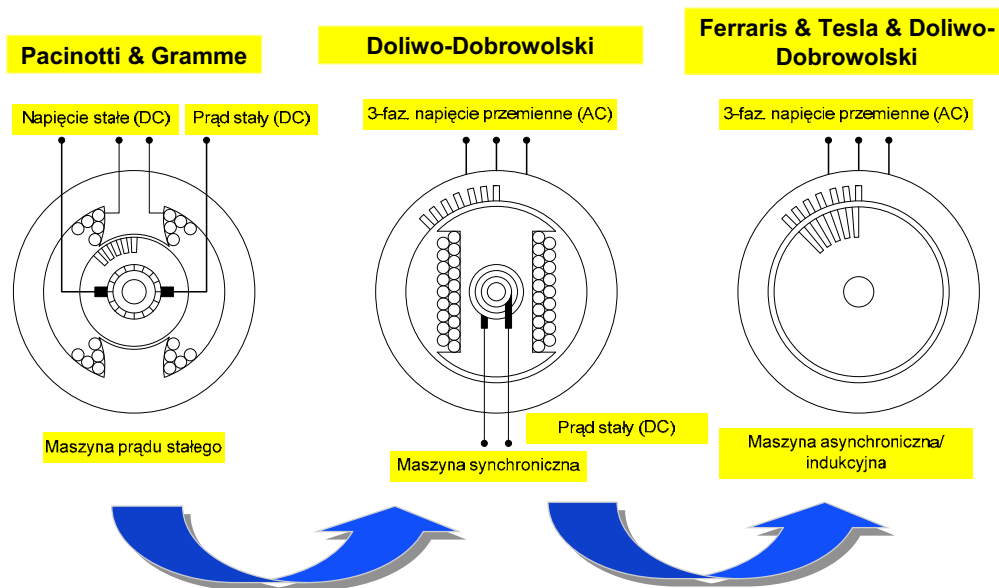 Pacinotti & Gramme
Doliwo-Dobrowolski
Ferraris & Tesla & Doliwo-
Dobrowolski
Napięcie stałe (DC)
Prąd stały (DC)
3-faz. napięcie przemienne (AC)
3-faz. napięcie przemienne (AC)
Maszyna prądu stałego
Maszyna synchroniczna
Prąd stały (DC)
Maszyna asynchroniczna/
indukcyjna